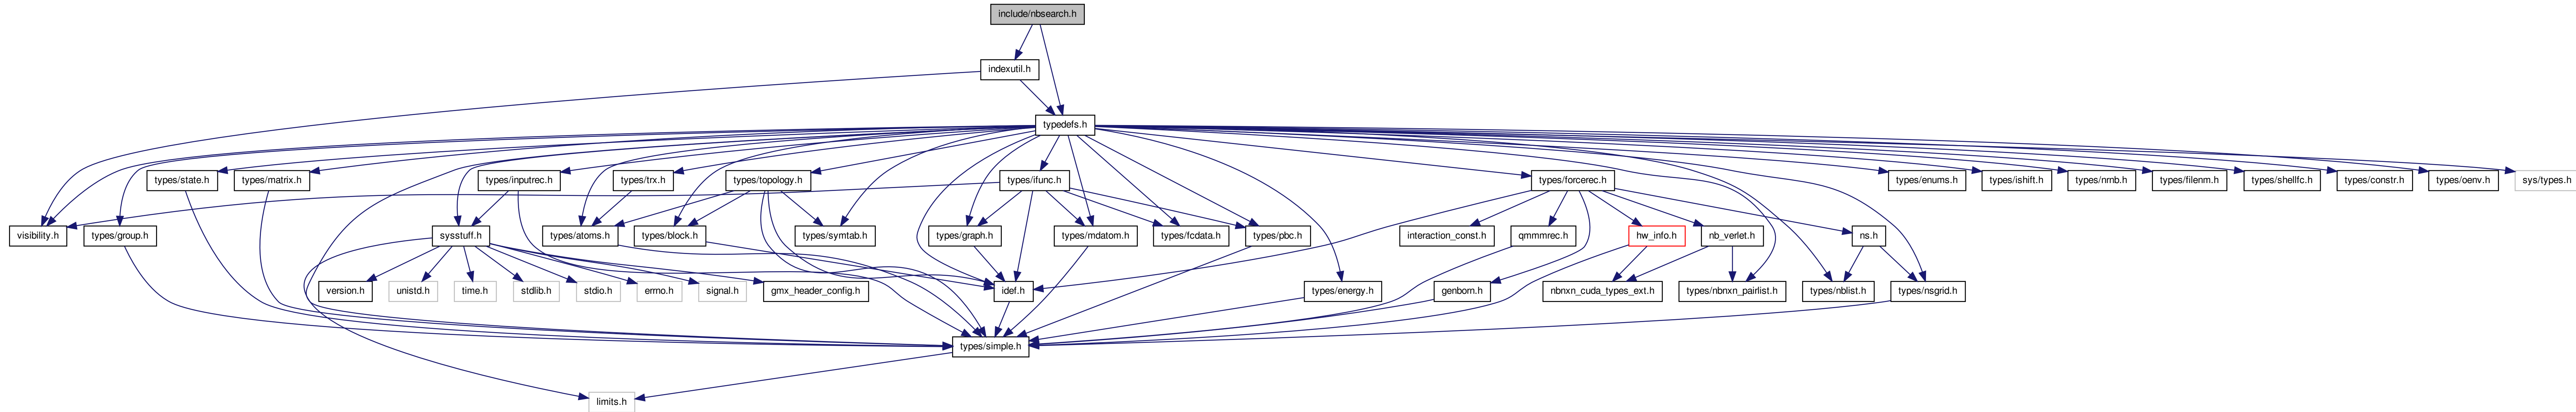 include/nbsearch.h
indexutil.h
typedefs.h
types/state.h
types/matrix.h
types/inputrec.h
types/trx.h
types/topology.h
types/ifunc.h
types/forcerec.h
types/enums.h
types/ishift.h
types/nrnb.h
types/filenm.h
types/shellfc.h
types/constr.h
types/oenv.h
sys/types.h
visibility.h
types/group.h
sysstuff.h
types/atoms.h
types/block.h
types/symtab.h
types/graph.h
types/mdatom.h
types/fcdata.h
types/pbc.h
interaction_const.h
qmmmrec.h
hw_info.h
nb_verlet.h
ns.h
version.h
unistd.h
time.h
stdlib.h
stdio.h
errno.h
signal.h
gmx_header_config.h
idef.h
types/energy.h
genborn.h
nbnxn_cuda_types_ext.h
types/nbnxn_pairlist.h
types/nblist.h
types/nsgrid.h
types/simple.h
limits.h